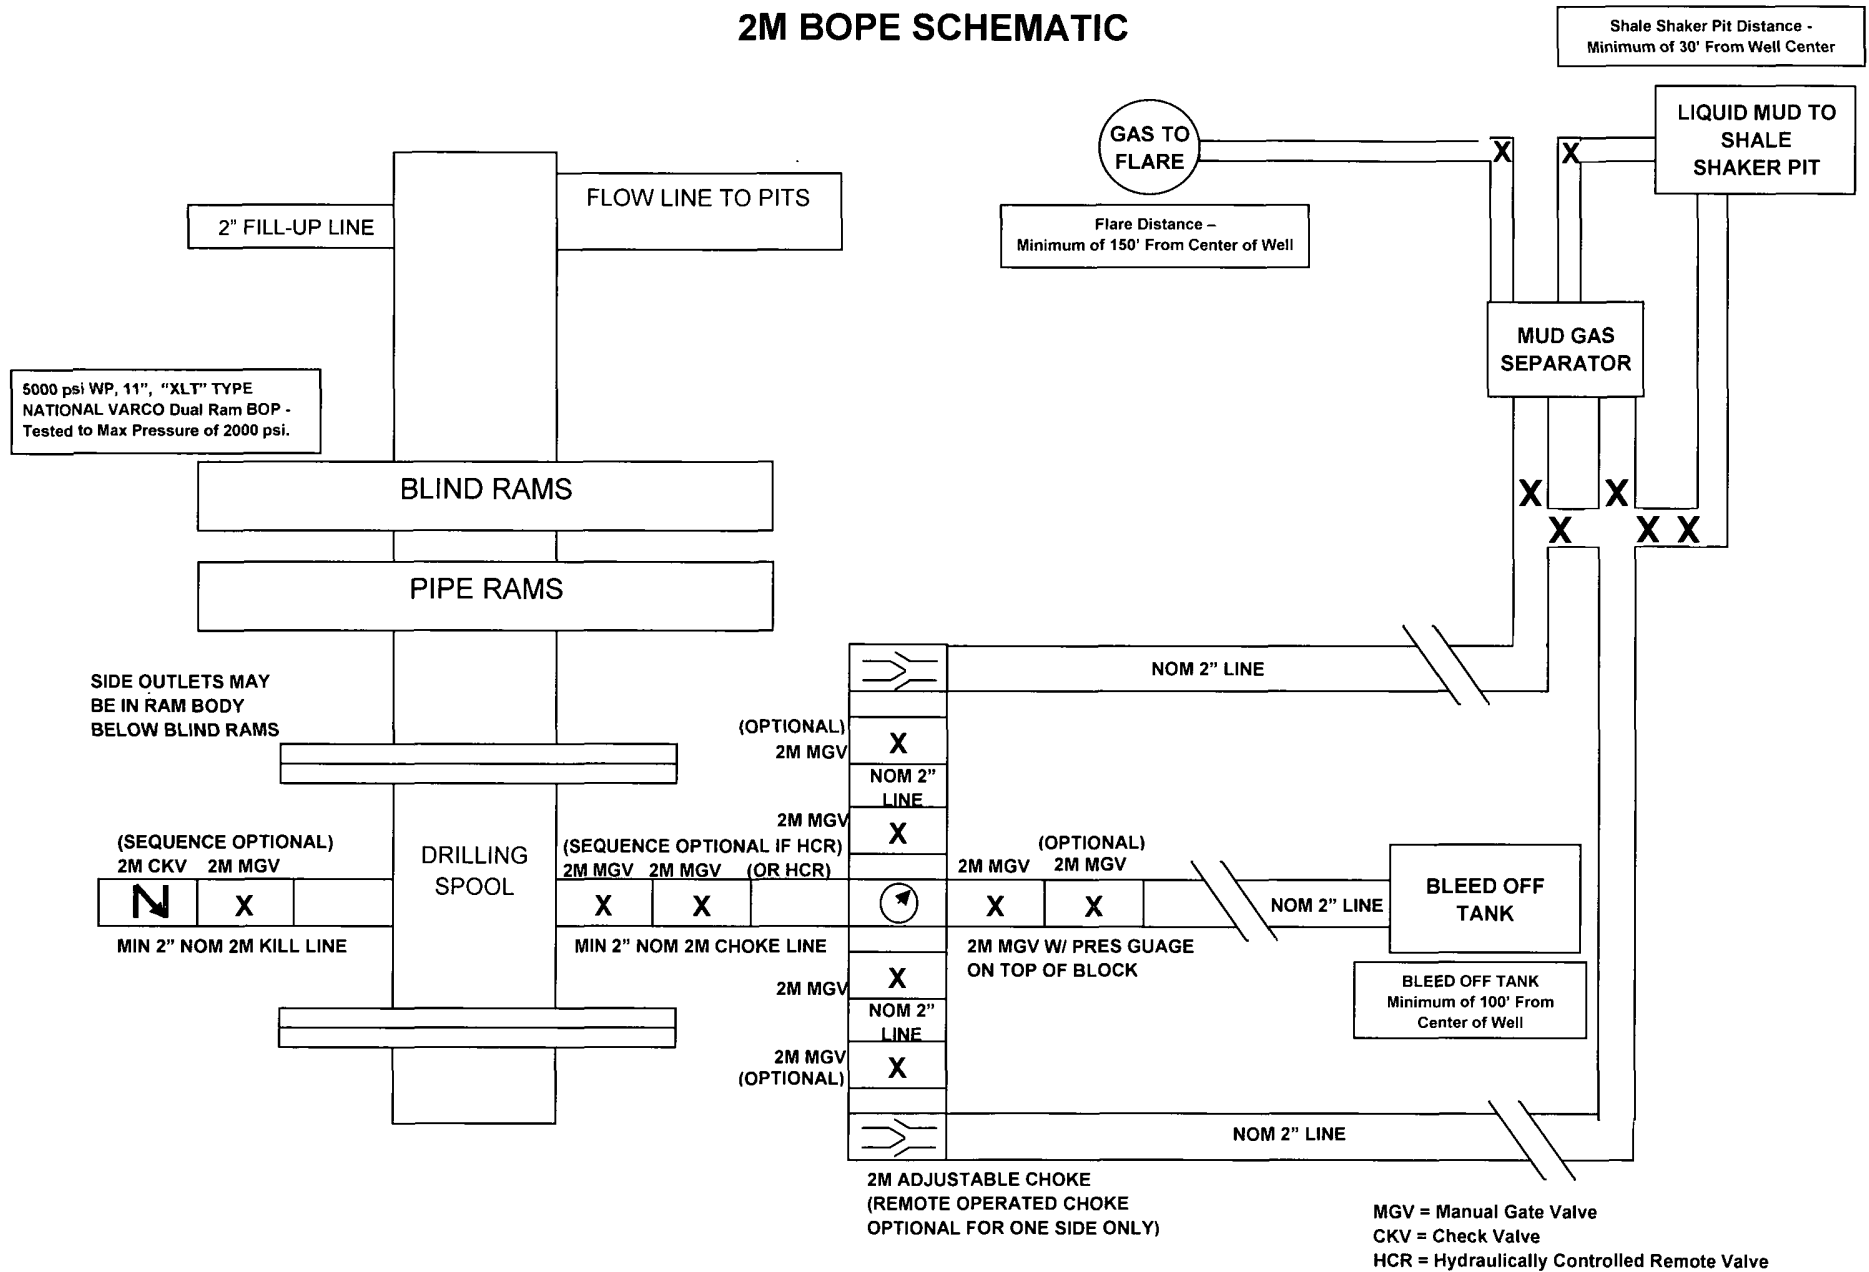 2M BOPE SCHEMATIC
Shale Shaker Pit Distance -
Minimum of 30' From Well Center
GAS TO
FLARE
X
X
LIQUID MUD TO
SHALE
SHAKER PIT
Flare Distance –
Minimum of 150' From Center of Well
FLOW LINE TO PITS
2" FILL-UP LINE
MUD GAS
SEPARATOR
5000 psi WP, 11", "XLT" TYPE
NATIONAL VARCO Dual Ram BOP -
Tested to Max Pressure of 2000 psi.
BLIND RAMS
PIPE RAMS
X
X
X
X X
SIDE OUTLETS MAY
BE IN RAM BODY
BELOW BLIND RAMS
NOM 2" LINE
(OPTIONAL)
2M MGV
X
NOM 2"
LINE
2M MGV
X
(SEQUENCE OPTIONAL)
2M CKV 2M MGV
N X
MIN 2" NOM 2M KILL LINE
DRILLING
SPOOL
(SEQUENCE OPTIONAL IF HCR)
2M MGV 2M MGV (OR HCR)
X X
MIN 2" NOM 2M CHOKE LINE
(OPTIONAL)
2M MGV 2M MGV
X X
NOM 2" LINE
2M MGV W/ PRES GUAGE
ON TOP OF BLOCK
BLEED OFF
TANK
BLEED OFF TANK
Minimum of 100' From
Center of Well
2M MGV
X
NOM 2"
LINE
2M MGV
(OPTIONAL)
X
NOM 2" LINE
2M ADJUSTABLE CHOKE
(REMOTE OPERATED CHOKE
OPTIONAL FOR ONE SIDE ONLY)
MGV = Manual Gate Valve
CKV = Check Valve
HCR = Hydraulically Controlled Remote Valve